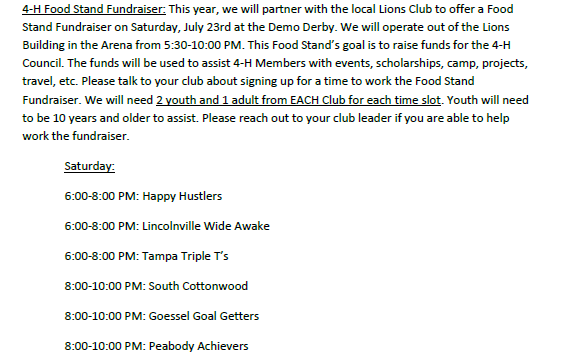 4-H Food Stand Fundraiser: This year, we will partner with the local Lions Club to offer a Food
Stand Fundraiser on Saturday, July 23rd at the Demo Derby. We will operate out of the Lions
Building in the Arena from 5:30-10:00 PM. This Food Stand's goal is to raise funds for the 4-H
Council. The funds will be used to assist 4-H Members with events, scholarships, camp, projects,
travel, etc. Please talk to your club about signing up for a time to work the Food Stand
Fundraiser. We will need 2 youth and 1 adult from EACH Club for each time slot. Youth will need
to be 10 years and older to assist. Please reach out to your club leader if you are able to help
work the fundraiser.
Saturday:
6:00-8:00 PM: Happy Hustlers
6:00-8:00 PM: Lincolnville Wide Awake
6:00-8:00 PM: Tampa Triple T's
8:00-10:00 PM: South Cottonwood
8:00-10:00 PM: Goessel Goal Getters
8:00-10:00 PM: Peabody Achievers